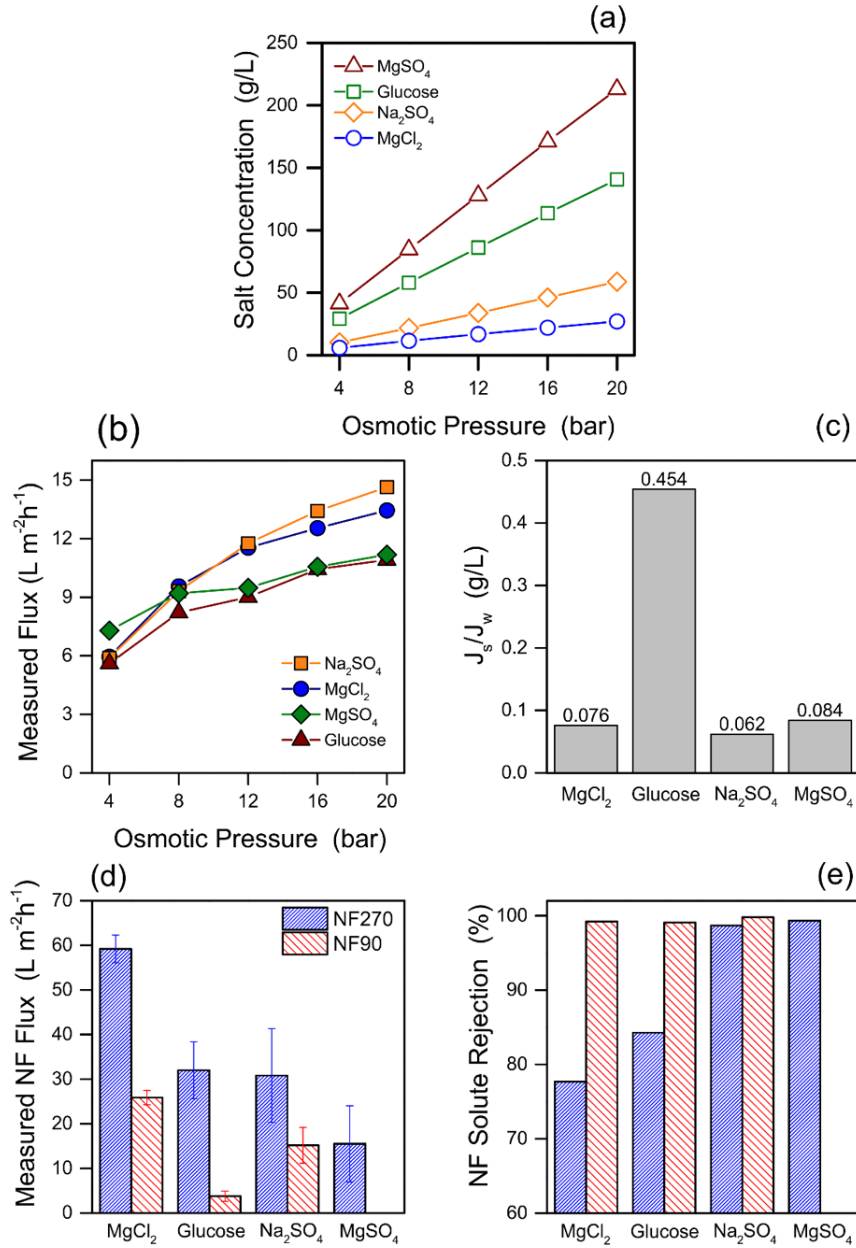 (a)
Salt Concentration (g/L)
250
200
150
100
50
0
MgSO₄
Glucose
Na₂SO₄
MgCl₂
4 8 12 16 20
Osmotic Pressure (bar)
(b)
Measured Flux (L m⁻²h⁻¹)
15
12
9
6
3
0
Na₂SO₄
MgCl₂
MgSO₄
Glucose
4 8 12 16 20
Osmotic Pressure (bar)
(c)
Jₛ/J_w (g/L)
0.5
0.4
0.3
0.2
0.1
0.0
0.076
0.454
0.062
0.084
MgCl₂ Glucose Na₂SO₄ MgSO₄
(d)
Measured NF Flux (L m⁻²h⁻¹)
70
60
50
40
30
20
10
0
NF270
NF90
MgCl₂ Glucose Na₂SO₄ MgSO₄
(e)
NF Solute Rejection (%)
100
90
80
70
60
MgCl₂ Glucose Na₂SO₄ MgSO₄